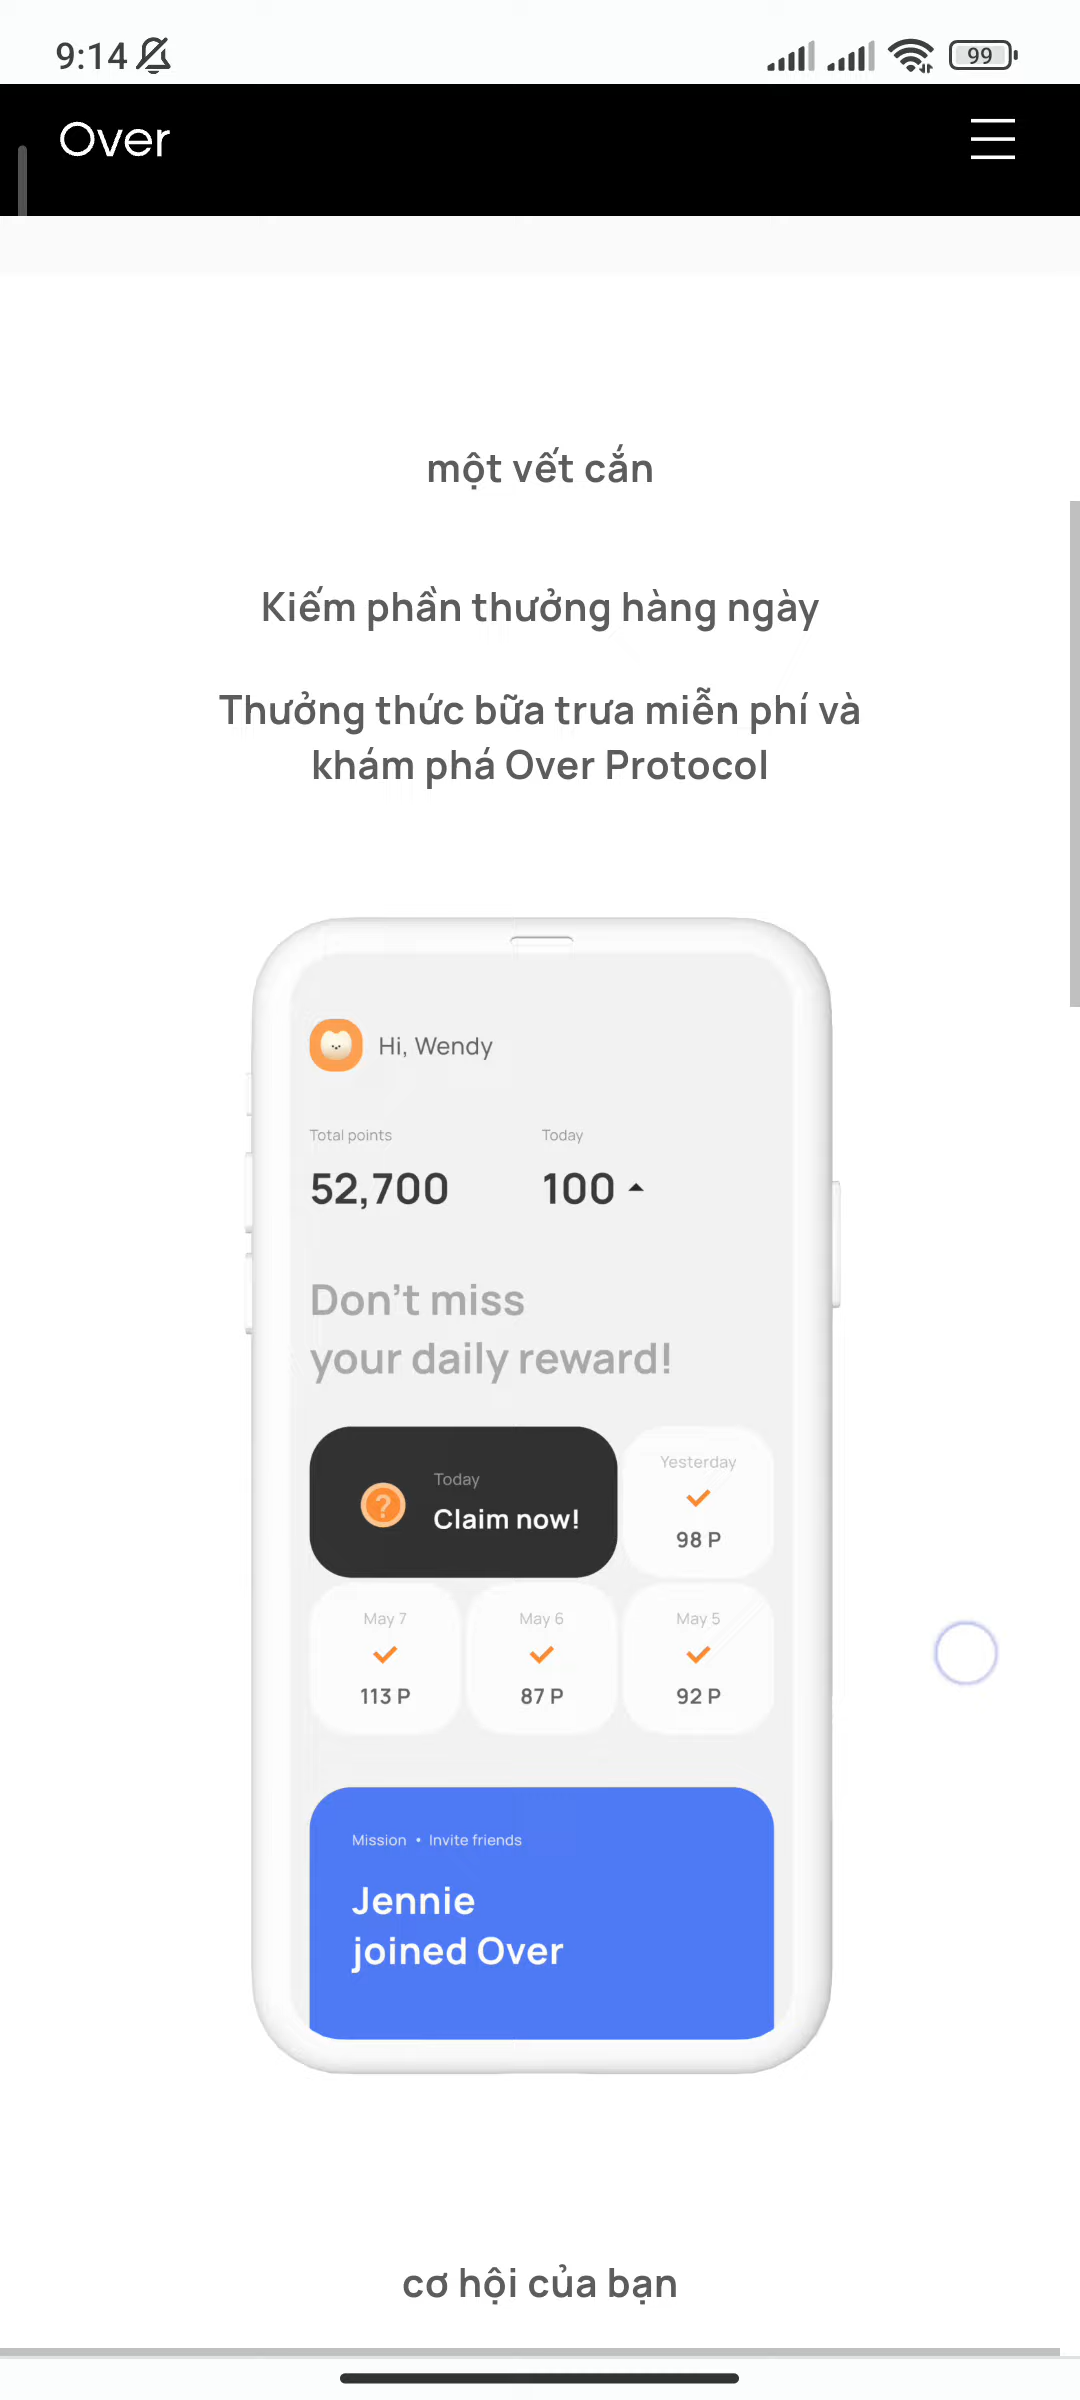 9:14
99
Over
một vết cắn
Kiếm phần thưởng hàng ngày
Thưởng thức bữa trưa miễn phí và
khám phá Over Protocol
Hi, Wendy
Total points
Today
52,700
100
Don't miss
your daily reward!
Today
Claim now!
Yesterday
98 P
May 7
May 6
May 5
113 P
87 P
92 P
Mission • Invite friends
Jennie
joined Over
cơ hội của bạn